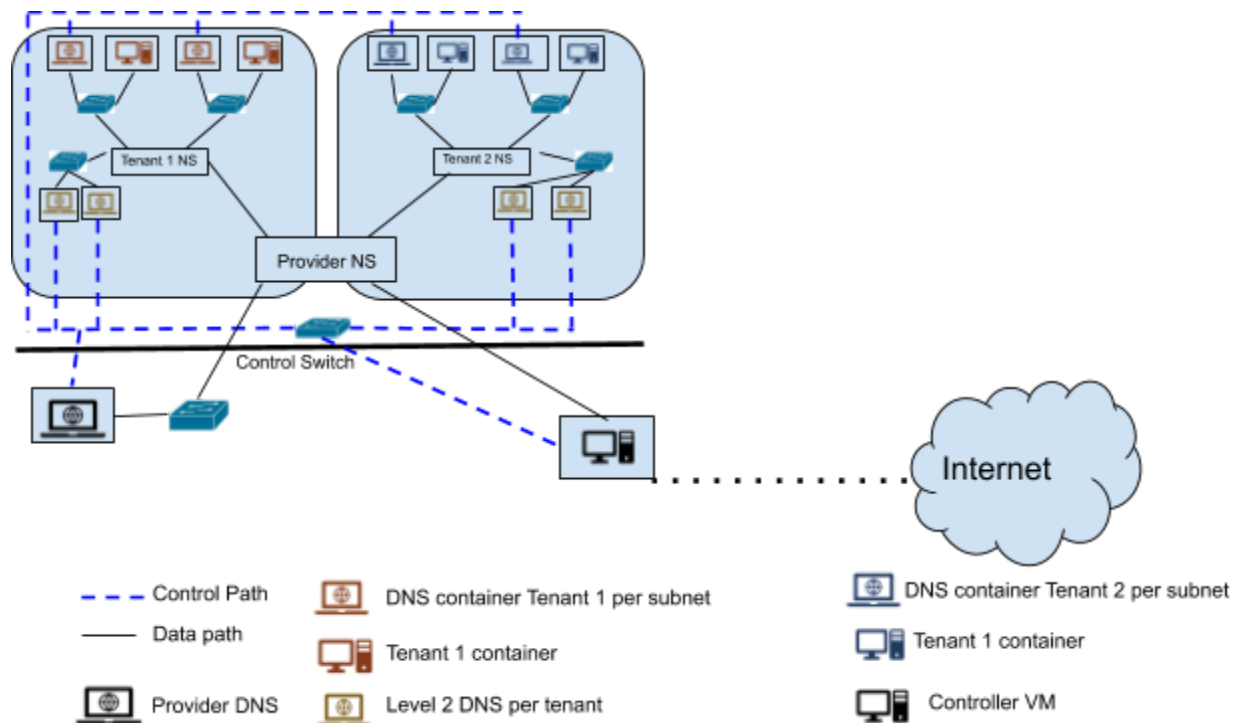 Tenant 1 NS
Tenant 2 NS
Provider NS
Control Switch
Internet
Control Path
DNS container Tenant 1 per subnet
DNS container Tenant 2 per subnet
Data path
Tenant 1 container
Tenant 1 container
Provider DNS
Level 2 DNS per tenant
Controller VM